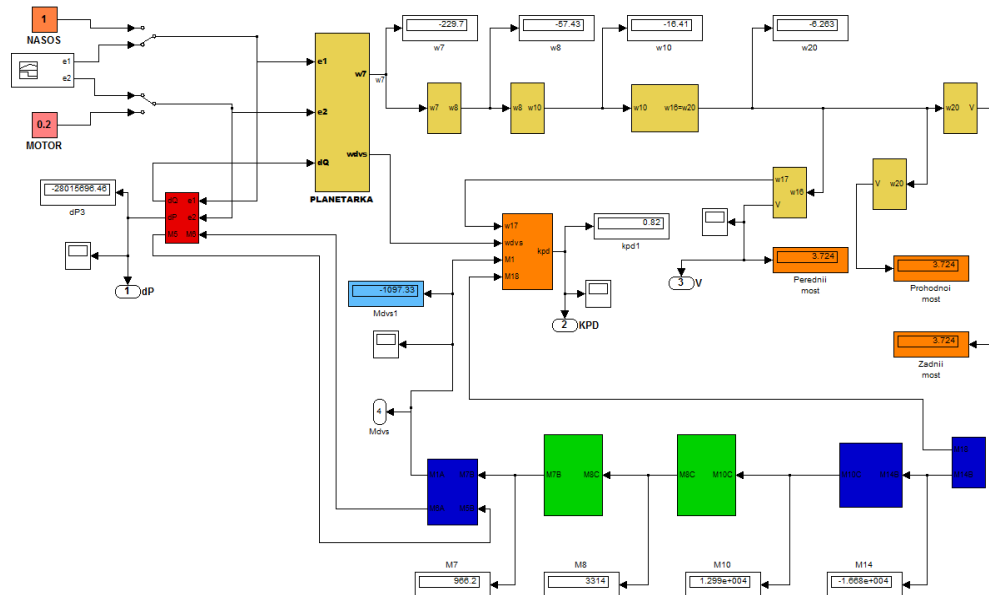 1
NASOS
e1
e2
0.2
MOTOR
e1
e2
dQ
w7
wdvs
PLANETARKA
w7
-229.7
w7
-57.43
w8
-16.41
w10
-6.263
w20
w7 w8
w8 w10
w10 w16=w20
w20 V
w17
w16
V
V w20
-28015696.46
dP3
dQ e1
dP e2
M5 M6
1
dP
w17
wdvs
M1
M18
kpd
0.82
kpd1
2
KPD
3
V
3.724
Perednii
most
3.724
Prohodnoi
most
3.724
Zadnii
most
-1097.33
Mdvs1
4
Mdvs
M7B
M7B M8C
M8C M10C
M10C M14B
M7
966.2
M8
3314
M10
1.299e+004
M14
-1.668e+004